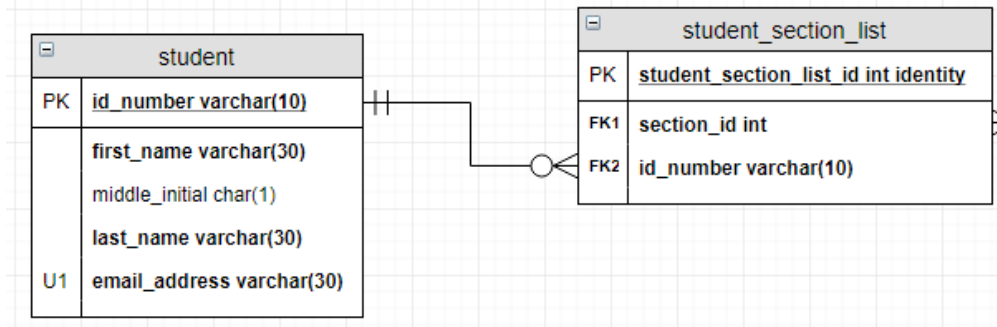 student
PK id_number varchar(10)
first_name varchar(30)
middle_initial char(1)
last_name varchar(30)
U1 email_address varchar(30)
student_section_list
PK student_section_list_id int identity
FK1 section_id int
FK2 id_number varchar(10)